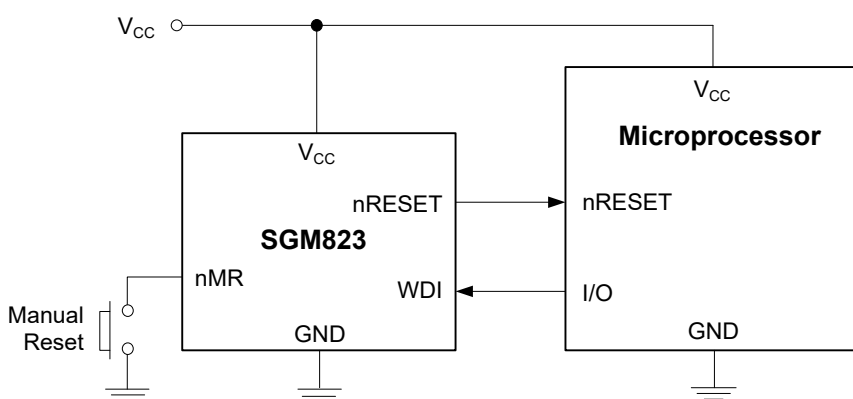 VCC
VCC
Microprocessor
VCC
nRESET
nRESET
SGM823
nMR
WDI
I/O
Manual
Reset
GND
GND